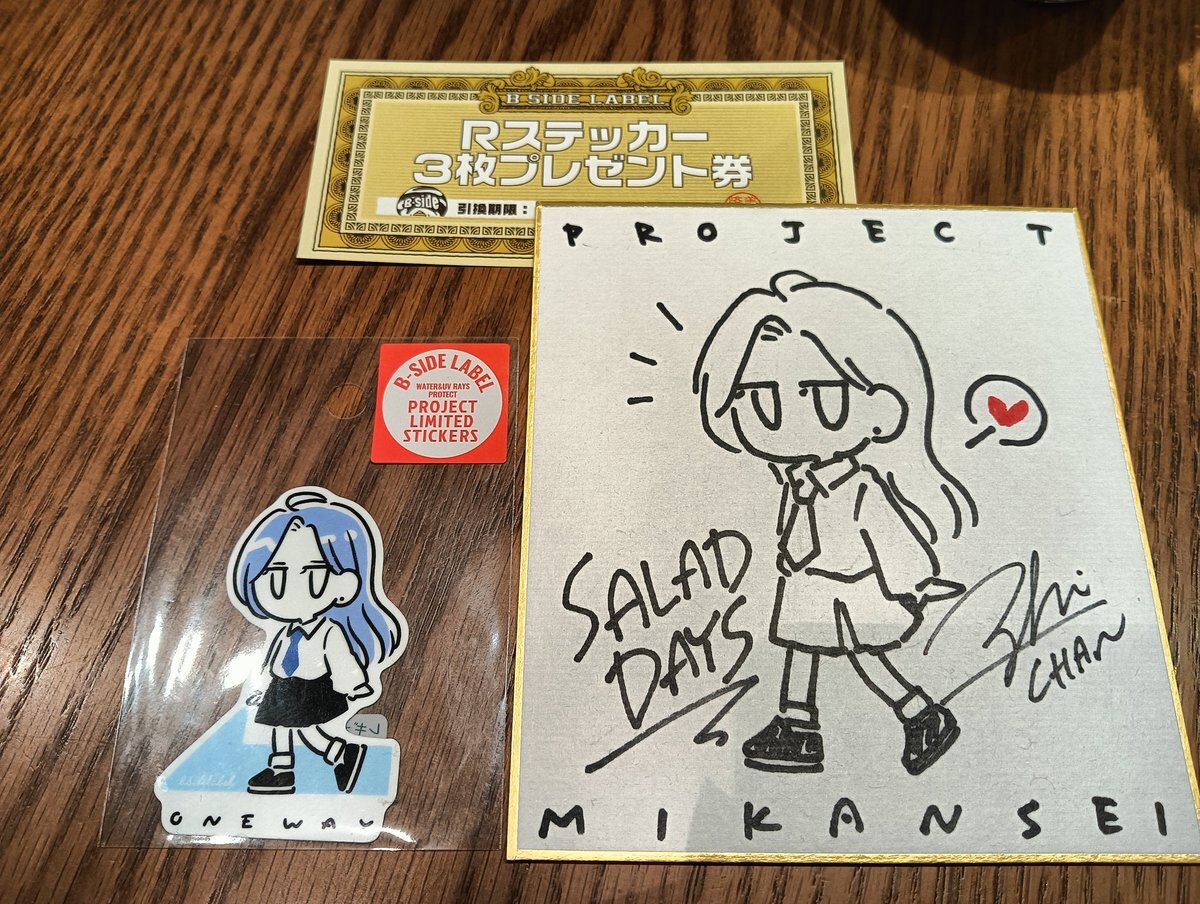 B-SIDE LABEL
Rステッカー
3枚プレゼント券
B-side
引換期限：
B-SIDE LABEL
WATER&UV RAYS
PROTECT
PROJECT
LIMITED
STICKERS
ONEWAY
PROJECT
SALAD
DAYS
CHAN
MIKANSEI